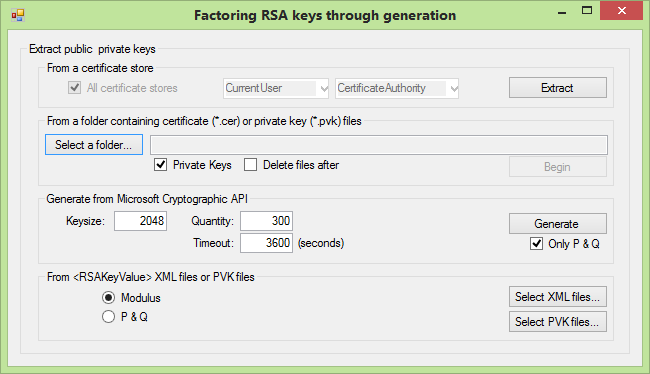 Factoring RSA keys through generation
Extract public private keys
From a certificate store
All certificate stores CurrentUser CertificateAuthority Extract
From a folder containing certificate (*.cer) or private key (*.pvk) files
Select a folder...
Private Keys Delete files after Begin
Generate from Microsoft Cryptographic API
Keysize: 2048 Quantity: 300 Generate
Timeout: 3600 (seconds) Only P & Q
From <RSAKeyValue> XML files or PVK files
Modulus Select XML files...
P & Q Select PVK files...